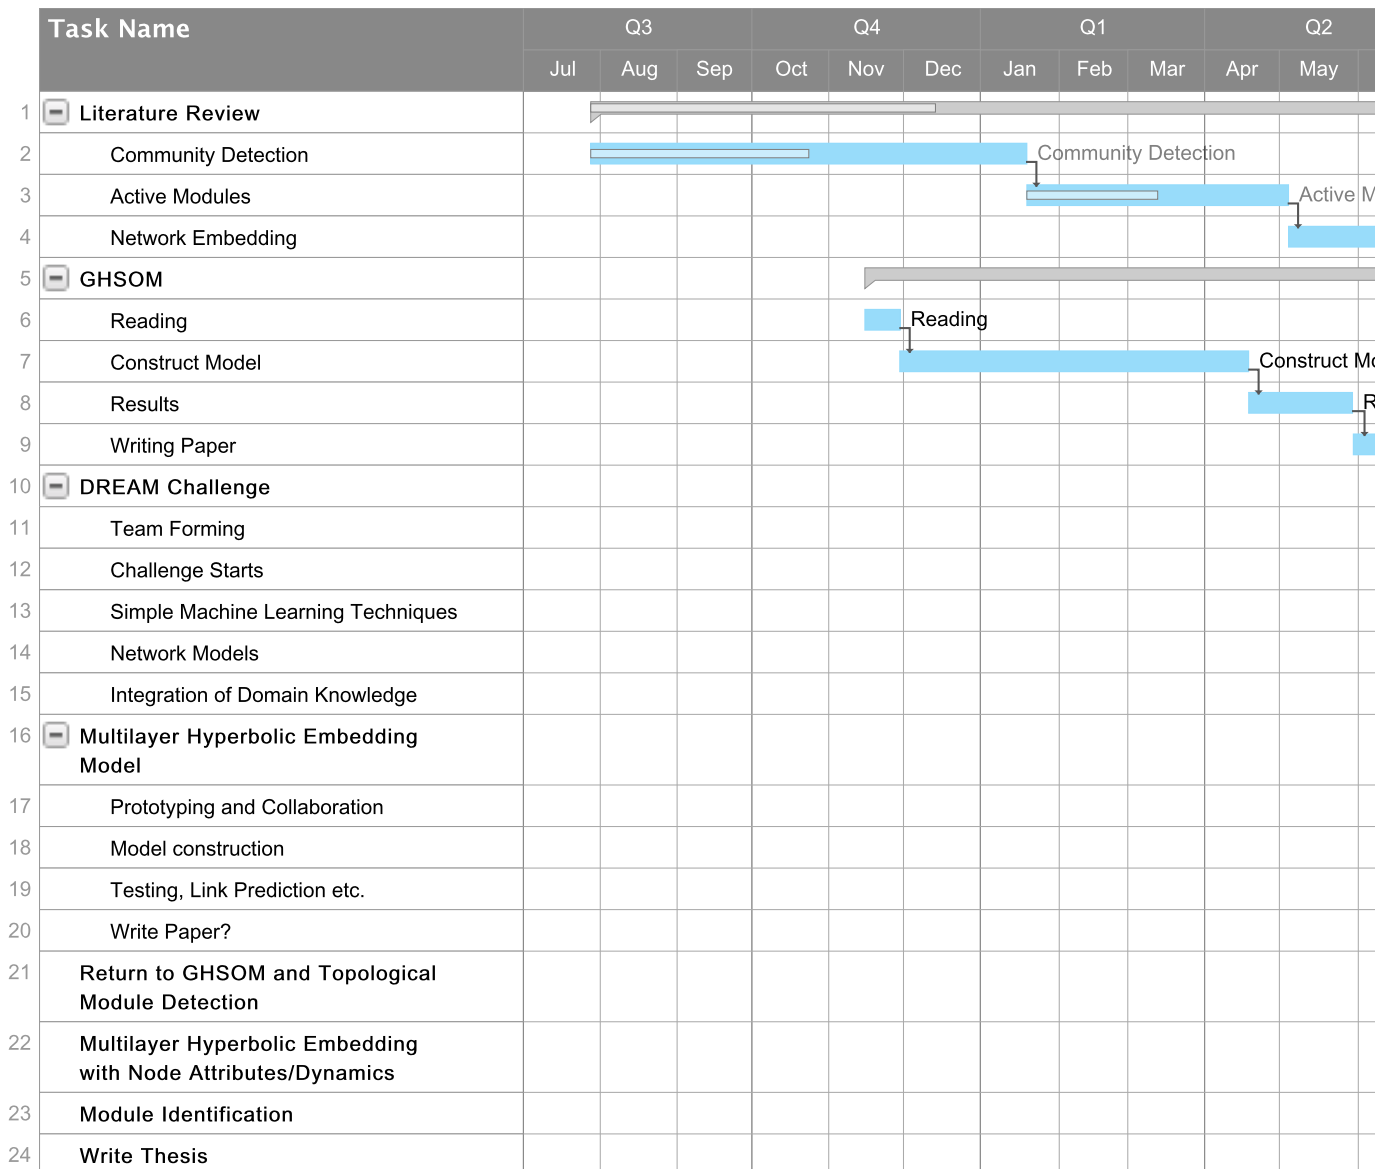 Task Name
Q3 Q4 Q1 Q2
Jul Aug Sep Oct Nov Dec Jan Feb Mar Apr May
1 Literature Review
2 Community Detection Community Detection
3 Active Modules Active M
4 Network Embedding
5 GHSOM
6 Reading Reading
7 Construct Model Construct Mo
8 Results R
9 Writing Paper
10 DREAM Challenge
11 Team Forming
12 Challenge Starts
13 Simple Machine Learning Techniques
14 Network Models
15 Integration of Domain Knowledge
16 Multilayer Hyperbolic Embedding
Model
17 Prototyping and Collaboration
18 Model construction
19 Testing, Link Prediction etc.
20 Write Paper?
21 Return to GHSOM and Topological
Module Detection
22 Multilayer Hyperbolic Embedding
with Node Attributes/Dynamics
23 Module Identification
24 Write Thesis